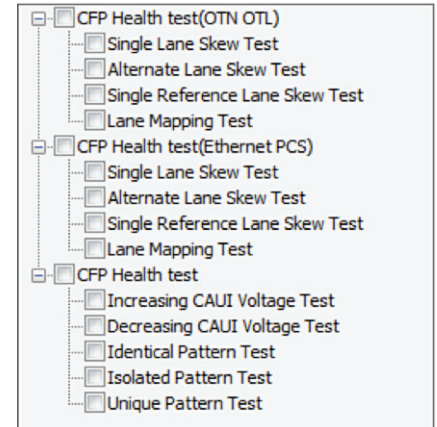 CFP Health test(OTN OTL)
Single Lane Skew Test
Alternate Lane Skew Test
Single Reference Lane Skew Test
Lane Mapping Test
CFP Health test(Ethernet PCS)
Single Lane Skew Test
Alternate Lane Skew Test
Single Reference Lane Skew Test
Lane Mapping Test
CFP Health test
Increasing CAUI Voltage Test
Decreasing CAUI Voltage Test
Identical Pattern Test
Isolated Pattern Test
Unique Pattern Test